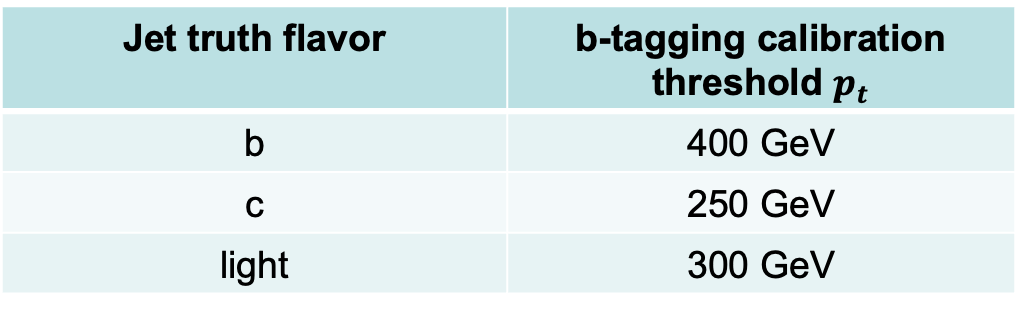 Jet truth flavor
b-tagging calibration
threshold pₜ
b
400 GeV
c
250 GeV
light
300 GeV